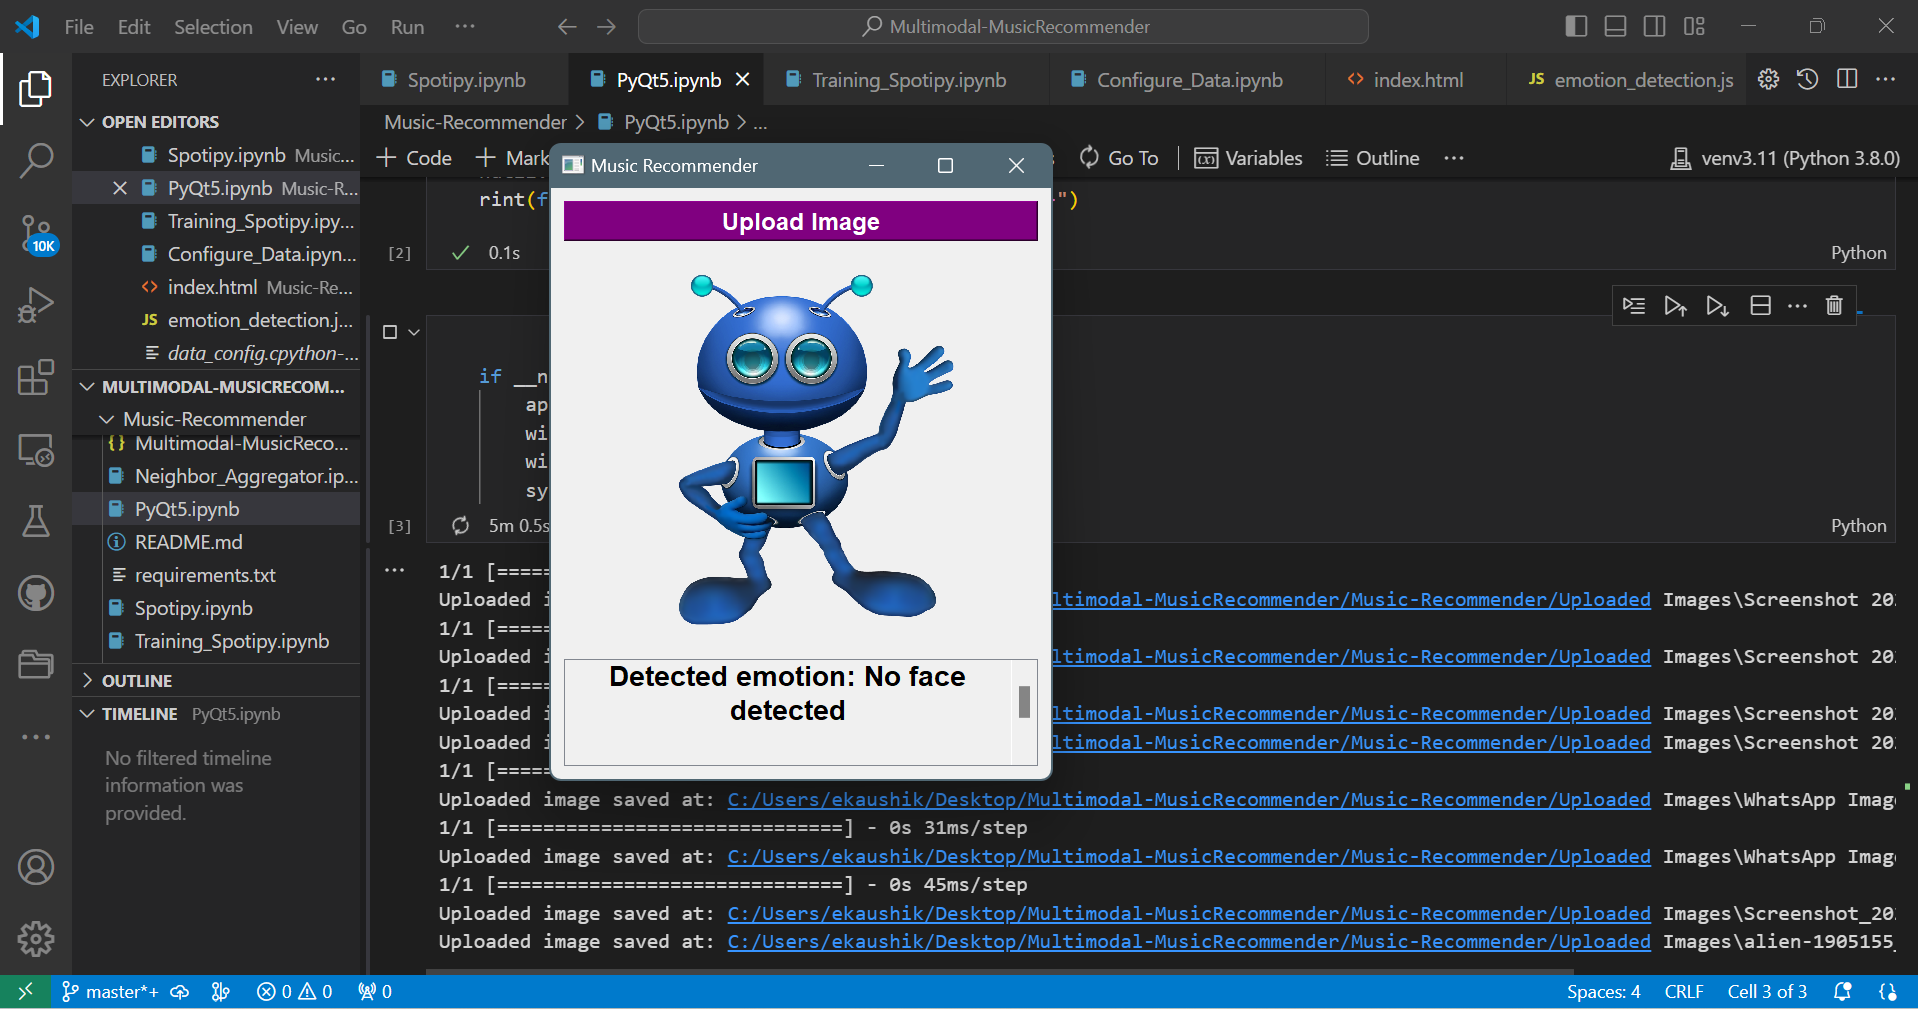 File Edit Selection View Go Run ···
Multimodal-MusicRecommender
EXPLORER ···
Spotipy.ipynb PyQt5.ipynb Training_Spotipy.ipynb Configure_Data.ipynb <> index.html JS emotion_detection.js ···
Music-Recommender > PyQt5.ipynb > ...
+ Code + Mark Go To Variables Outline ··· venv3.11 (Python 3.8.0)
OPEN EDITORS
Spotipy.ipynb Music...
PyQt5.ipynb Music-R...
Training_Spotipy.ipy...
Configure_Data.ipyn...
<> index.html Music-Re...
JS emotion_detection.j...
data_config.cpython-...
MULTIMODAL-MUSICRECOM...
Music-Recommender
{} Multimodal-MusicReco...
Neighbor_Aggregator.ip...
PyQt5.ipynb
README.md
requirements.txt
Spotipy.ipynb
Training_Spotipy.ipynb
OUTLINE
TIMELINE PyQt5.ipynb
No filtered timeline
information was
provided.
10K
rint(f ")
[2] 0.1s Python
if __n
ap
wi
wi
sy
[3] 5m 0.5s Python
Music Recommender
Upload Image
Detected emotion: No face
detected
1/1 [=====
Uploaded i ltimodal-MusicRecommender/Music-Recommender/Uploaded Images\Screenshot 20
1/1 [=====
Uploaded i ltimodal-MusicRecommender/Music-Recommender/Uploaded Images\Screenshot 20
1/1 [=====
Uploaded i ltimodal-MusicRecommender/Music-Recommender/Uploaded Images\Screenshot 20
Uploaded i ltimodal-MusicRecommender/Music-Recommender/Uploaded Images\Screenshot 20
1/1 [=====
Uploaded image saved at: C:/Users/ekaushik/Desktop/Multimodal-MusicRecommender/Music-Recommender/Uploaded Images\WhatsApp Imag
1/1 [==============================] - 0s 31ms/step
Uploaded image saved at: C:/Users/ekaushik/Desktop/Multimodal-MusicRecommender/Music-Recommender/Uploaded Images\WhatsApp Imag
1/1 [==============================] - 0s 45ms/step
Uploaded image saved at: C:/Users/ekaushik/Desktop/Multimodal-MusicRecommender/Music-Recommender/Uploaded Images\Screenshot_20
Uploaded image saved at: C:/Users/ekaushik/Desktop/Multimodal-MusicRecommender/Music-Recommender/Uploaded Images\alien-1905155_
master*+ 0 0 0 Spaces: 4 CRLF Cell 3 of 3